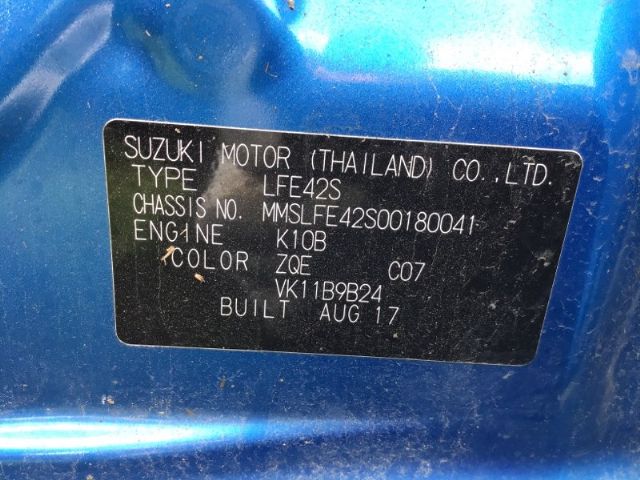 SUZUKI MOTOR (THAILAND) CO.,LTD.
TYPE LFE42S
CHASSIS NO. MMSLFE42S00180041
ENGINE K10B
COLOR ZQE C07
VK11B9B24
BUILT AUG 17